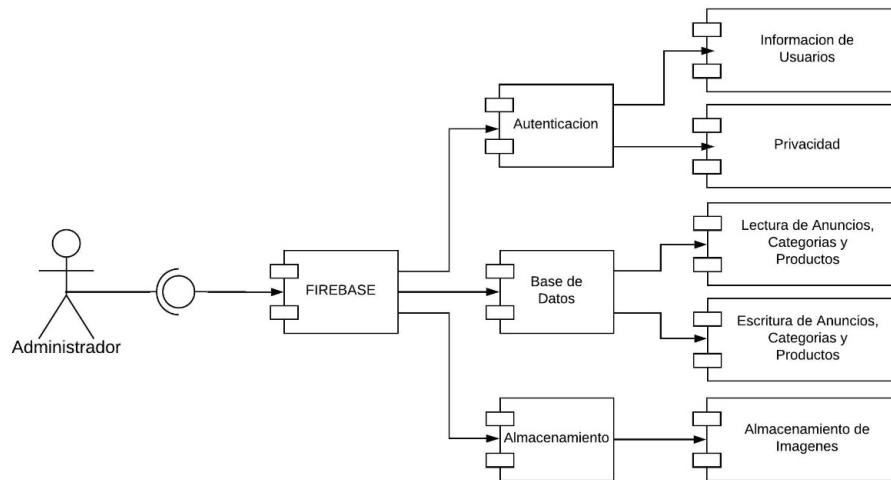 Informacion de
Usuarios
Autenticacion
Privacidad
Lectura de Anuncios,
Categorias y
Productos
FIREBASE
Base de
Datos
Escritura de Anuncios,
Categorias y
Productos
Administrador
Almacenamiento
Almacenamiento de
Imagenes